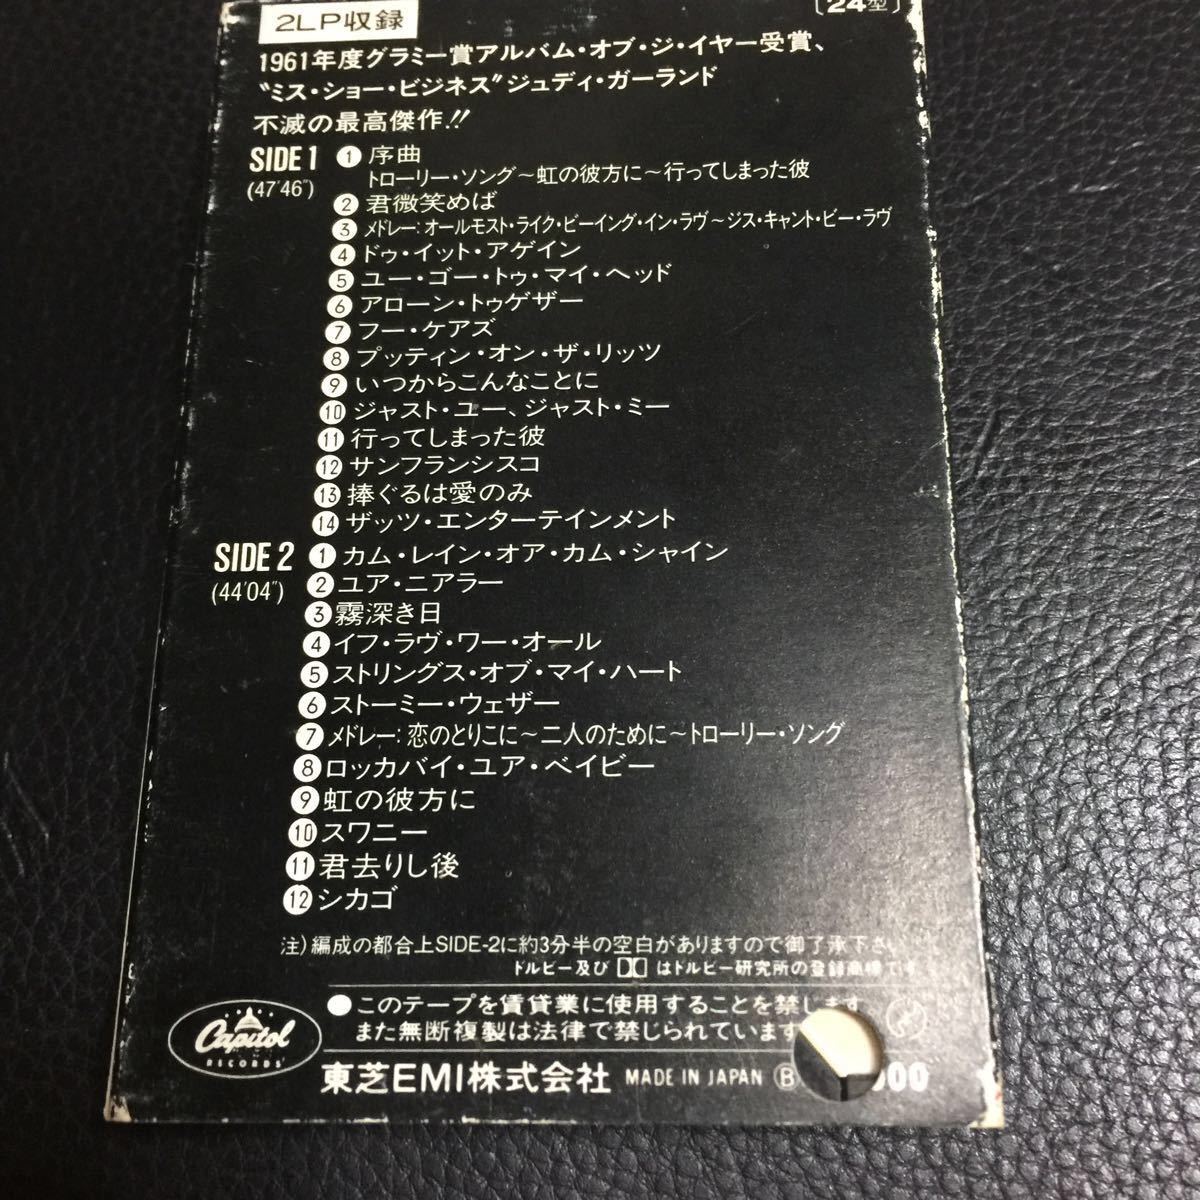 2LP収録
〔24型〕
1961年度グラミー賞アルバム・オブ・ジ・イヤー受賞、
“ミス・ショー・ビジネス”ジュディ・ガーランド
不滅の最高傑作!!
SIDE 1
(47'46")
1 序曲
トローリー・ソング～虹の彼方に～行ってしまった彼
2 君微笑めば
3 メドレー：オールモスト・ライク・ビーイング・イン・ラヴ～ジス・キャント・ビー・ラヴ
4 ドゥ・イット・アゲイン
5 ユー・ゴー・トゥ・マイ・ヘッド
6 アローン・トゥゲザー
7 フー・ケアズ
8 プッティン・オン・ザ・リッツ
9 いつからこんなことに
10 ジャスト・ユー、ジャスト・ミー
11 行ってしまった彼
12 サンフランシスコ
13 捧ぐるは愛のみ
14 ザッツ・エンターテインメント
SIDE 2
(44'04")
1 カム・レイン・オア・カム・シャイン
2 ユア・ニアラー
3 霧深き日
4 イフ・ラヴ・ワー・オール
5 ストリングス・オブ・マイ・ハート
6 ストーミー・ウェザー
7 メドレー：恋のとりこに～二人のために～トローリー・ソング
8 ロッカバイ・ユア・ベイビー
9 虹の彼方に
10 スワニー
11 君去りし後
12 シカゴ
注）編成の都合上SIDE-2に約3分半の空白がありますので御了承下さい
ドルビー及び はドルビー研究所の登録商標です
●このテープを賃貸業に使用することを禁じます
また無断複製は法律で禁じられています
Capitol
RECORDS
東芝EMI株式会社 MADE IN JAPAN Ⓑ 000